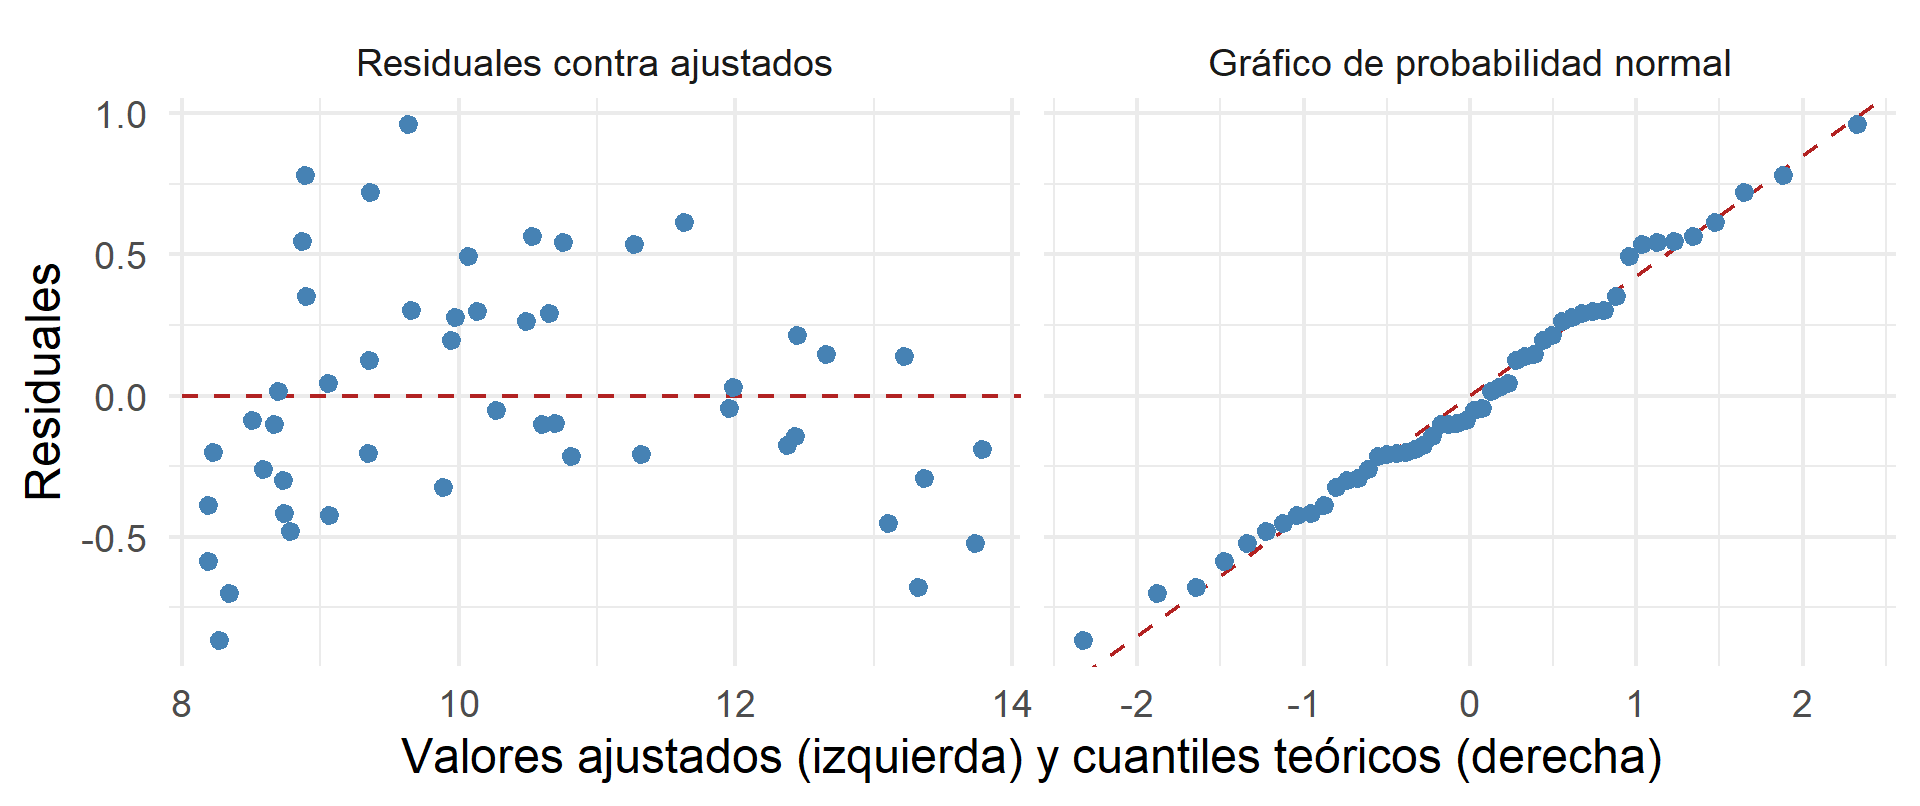 Residuales contra ajustados
Gráfico de probabilidad normal
Residuales
1.0
0.5
0.0
-0.5
8 10 12 14
-2 -1 0 1 2
Valores ajustados (izquierda) y cuantiles teóricos (derecha)